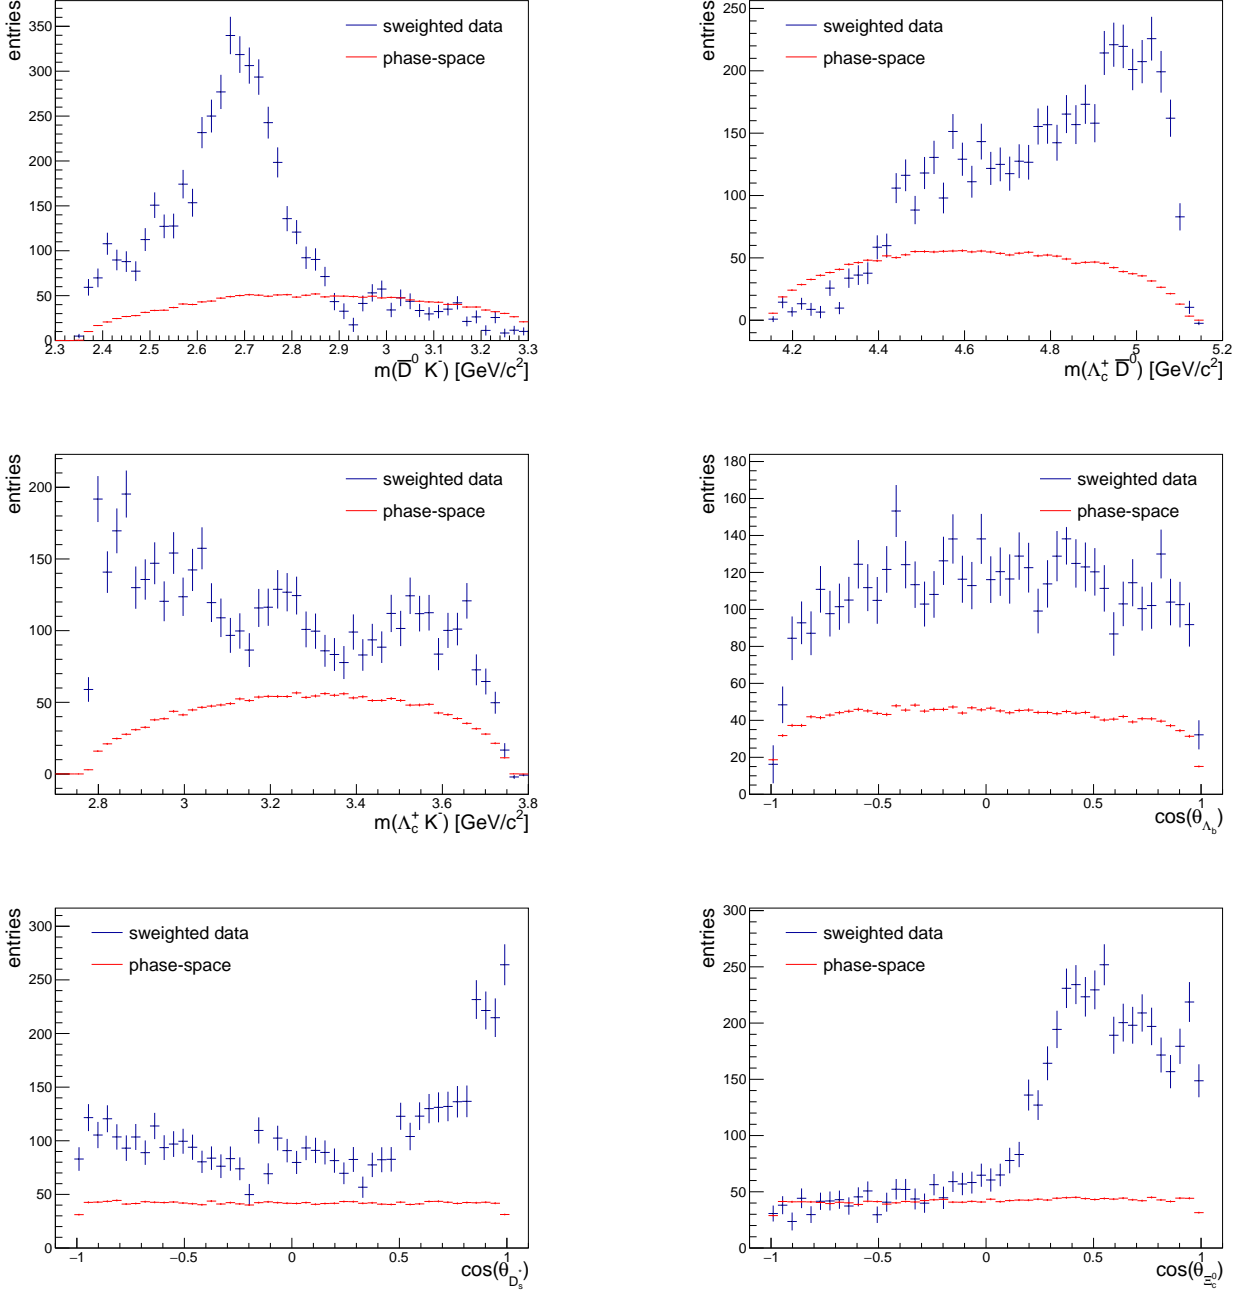 entries
350
300
250
200
150
100
50
0
sweighted data
phase-space
2.3 2.4 2.5 2.6 2.7 2.8 2.9 3 3.1 3.2 3.3
m(D̅⁰ K⁻) [GeV/c²]
entries
250
200
150
100
50
0
sweighted data
phase-space
4.2 4.4 4.6 4.8 5 5.2
m(Λc⁺ D̅⁰) [GeV/c²]
entries
200
150
100
50
0
sweighted data
phase-space
2.8 3 3.2 3.4 3.6 3.8
m(Λc⁺ K⁻) [GeV/c²]
entries
180
160
140
120
100
80
60
40
20
0
sweighted data
phase-space
−1 −0.5 0 0.5 1
cos(θ_Λb)
entries
300
250
200
150
100
50
0
sweighted data
phase-space
−1 −0.5 0 0.5 1
cos(θ_Ds⁻)
entries
300
250
200
150
100
50
0
sweighted data
phase-space
−1 −0.5 0 0.5 1
cos(θ_Ξc⁰)